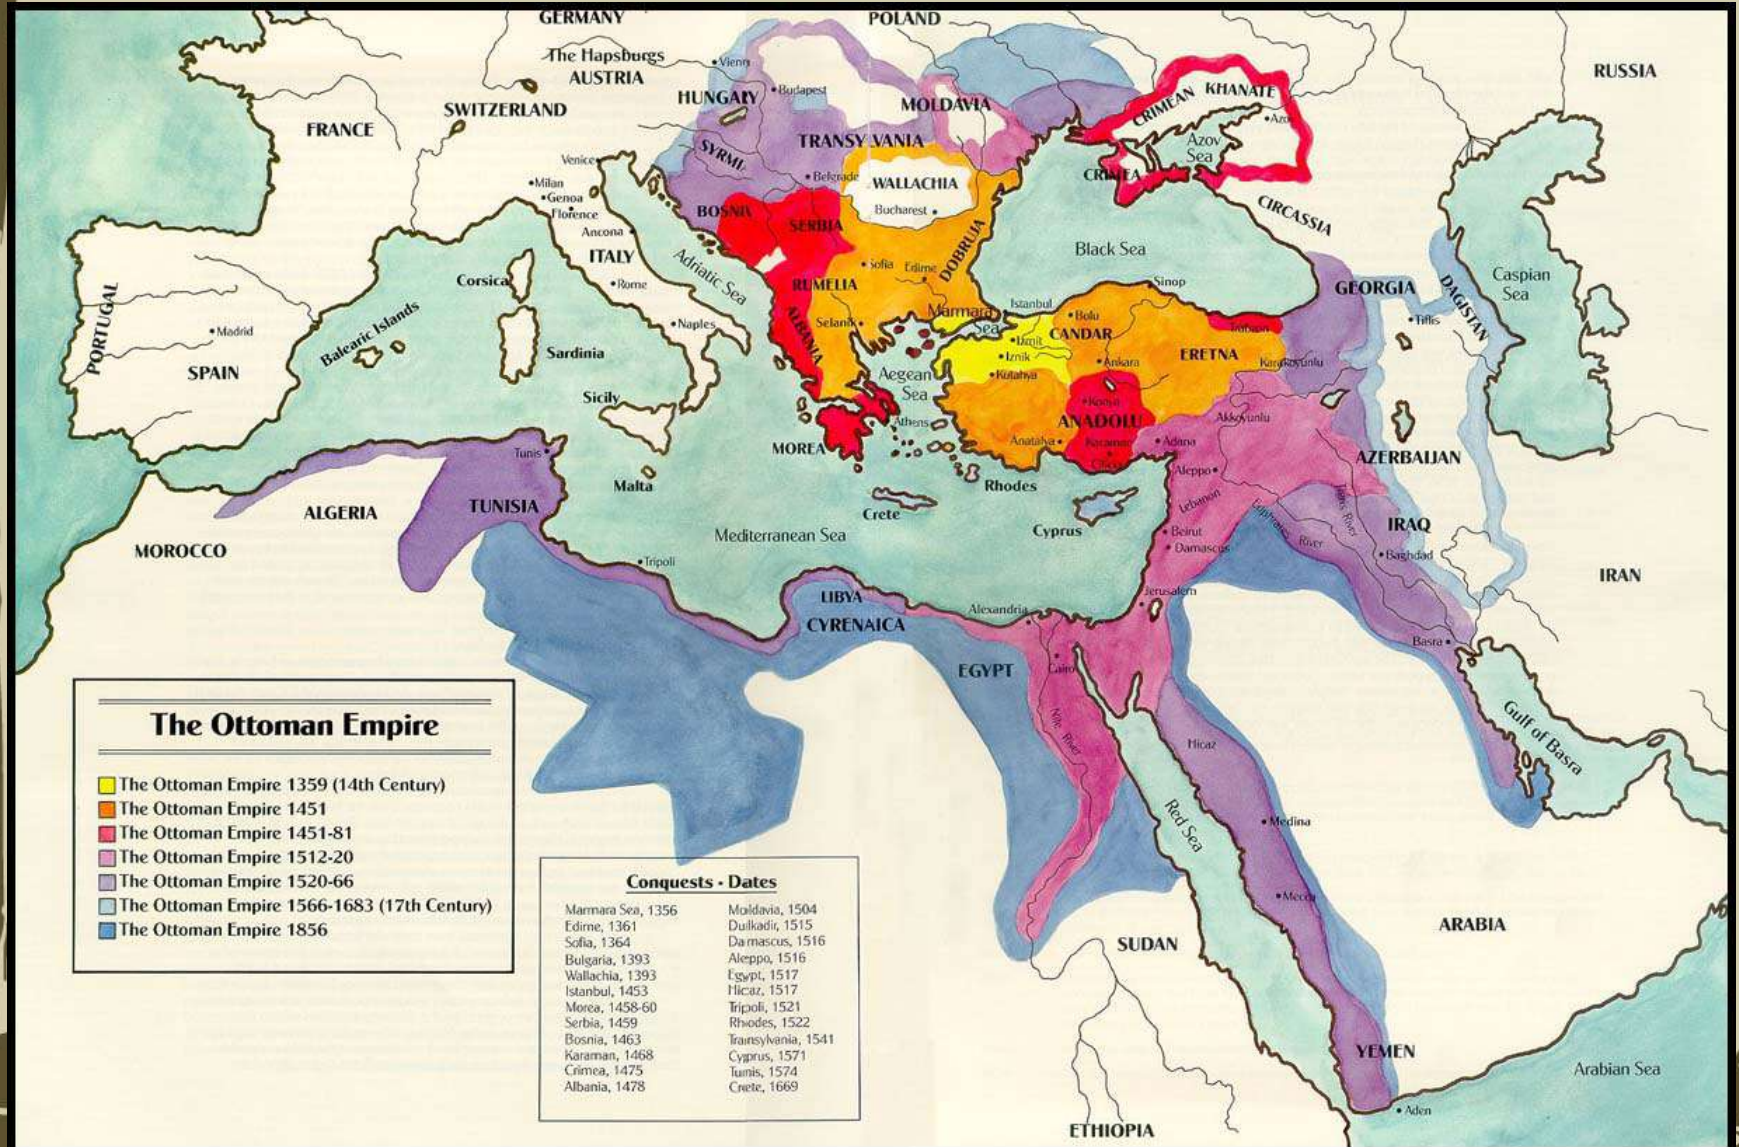 GERMANY
POLAND
RUSSIA
The Hapsburgs
AUSTRIA
HUNGARY
Budapest
MOLDAVIA
CRIMEAN KHANATE
SWITZERLAND
FRANCE
TRANSYLVANIA
Azov
Sea
Venice
Milan
Genoa
Florence
Ancona
ITALY
Rome
Naples
Belgrade
WALLACHIA
Bucharest
CRIMEA
CIRCASSIA
BOSNIA
SERBIA
DOBRUJA
Black Sea
Adriatic Sea
Sofia
Edirne
RUMELIA
Selanik
ALBANIA
Corsica
Sardinia
Balearic Islands
PORTUGAL
Madrid
SPAIN
Sicily
Marmara
Sea
Istanbul
Sinop
Bolu
CANDAR
Iznik
Kutahya
Ankara
ERETNA
Trabzon
GEORGIA
Tiflis
DAGISTAN
Caspian
Sea
Karakoyunlu
Akkoyunlu
Aegean
Sea
Athens
MOREA
Konya
ANADOLU
Karaman
Anatalya
Adana
Aleppo
AZERBAIJAN
Tunis
TUNISIA
ALGERIA
MOROCCO
Malta
Crete
Rhodes
Cyprus
Lebanon
Beirut
Damascus
Tigris River
River
IRAQ
Baghdad
IRAN
Mediterranean Sea
Tripoli
LIBYA
CYRENAICA
Alexandria
Jerusalem
Basra
EGYPT
Cairo
Nile River
Gulf of Basra
Hicaz
Red Sea
Medina
Mecca
ARABIA
SUDAN
YEMEN
Arabian Sea
Aden
ETHIOPIA
The Ottoman Empire
The Ottoman Empire 1359 (14th Century)
The Ottoman Empire 1451
The Ottoman Empire 1451-81
The Ottoman Empire 1512-20
The Ottoman Empire 1520-66
The Ottoman Empire 1566-1683 (17th Century)
The Ottoman Empire 1856
Conquests • Dates
Marmara Sea, 1356
Edirne, 1361
Sofia, 1364
Bulgaria, 1393
Wallachia, 1393
Istanbul, 1453
Morea, 1458-60
Serbia, 1459
Bosnia, 1463
Karaman, 1468
Crimea, 1475
Albania, 1478
Moldavia, 1504
Dulkadir, 1515
Damascus, 1516
Aleppo, 1516
Egypt, 1517
Hicaz, 1517
Tripoli, 1521
Rhodes, 1522
Transylvania, 1541
Cyprus, 1571
Tunis, 1574
Crete, 1669